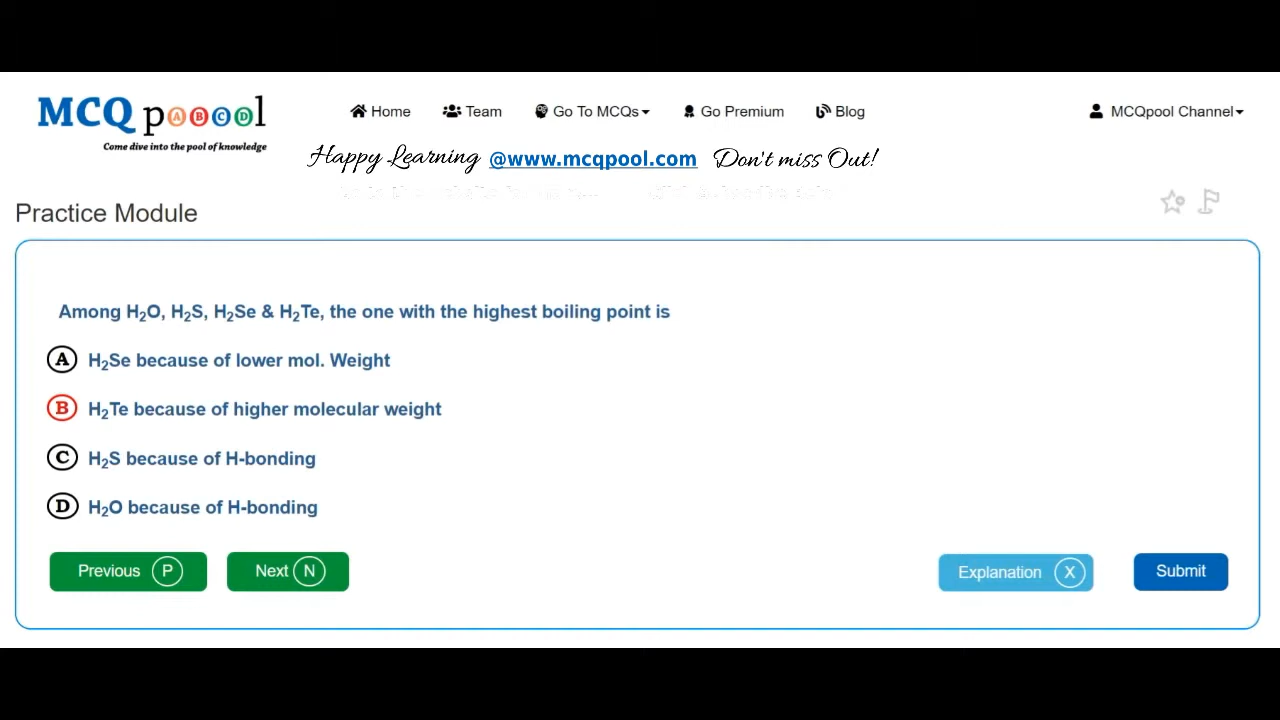 MCQ pABCDl
Come dive into the pool of knowledge
Home Team Go To MCQs Go Premium Blog MCQpool Channel
Happy Learning @www.mcqpool.com Don't miss Out!
Practice Module
Among H₂O, H₂S, H₂Se & H₂Te, the one with the highest boiling point is
A H₂Se because of lower mol. Weight
B H₂Te because of higher molecular weight
C H₂S because of H-bonding
D H₂O because of H-bonding
Previous P Next N Explanation X Submit